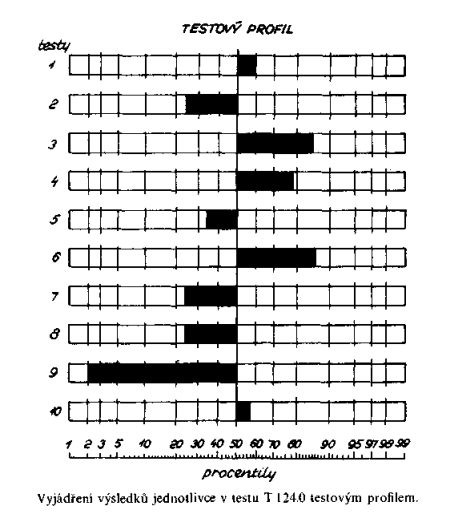 TESTOVÝ PROFIL
testy
1
2
3
4
5
6
7
8
9
10
1 2 3 5 10 20 30 40 50 60 70 80 90 95 97 98 99
procentily
Vyjádření výsledků jednotlivce v testu T 124.0 testovým profilem.